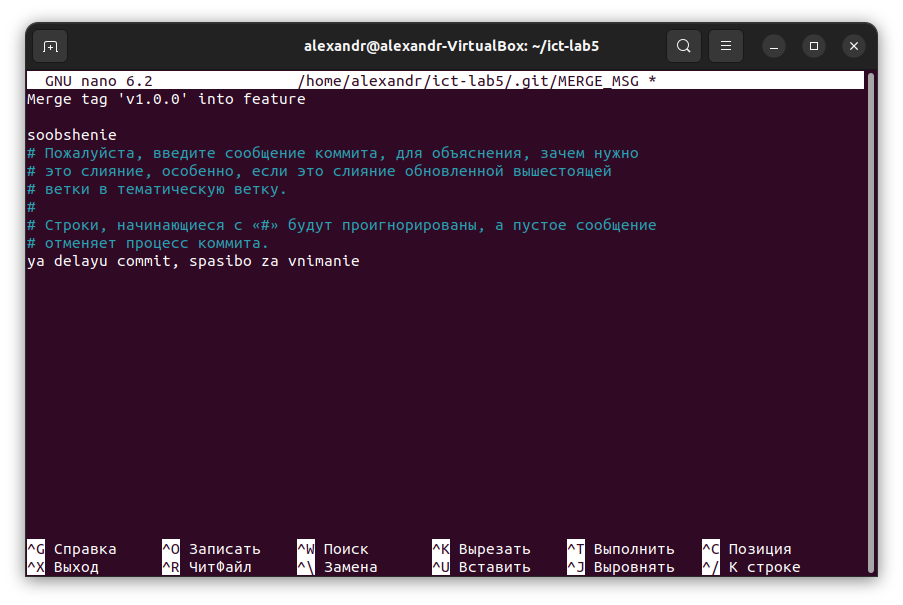 alexandr@alexandr-VirtualBox: ~/ict-lab5
GNU nano 6.2 /home/alexandr/ict-lab5/.git/MERGE_MSG *
Merge tag 'v1.0.0' into feature
soobshenie
# Пожалуйста, введите сообщение коммита, для объяснения, зачем нужно
# это слияние, особенно, если это слияние обновленной вышестоящей
# ветки в тематическую ветку.
#
# Строки, начинающиеся с «#» будут проигнорированы, а пустое сообщение
# отменяет процесс коммита.
ya delayu commit, spasibo za vnimanie
^G Справка ^O Записать ^W Поиск ^K Вырезать ^T Выполнить ^C Позиция
^X Выход ^R ЧитФайл ^\ Замена ^U Вставить ^J Выровнять ^/ К строке